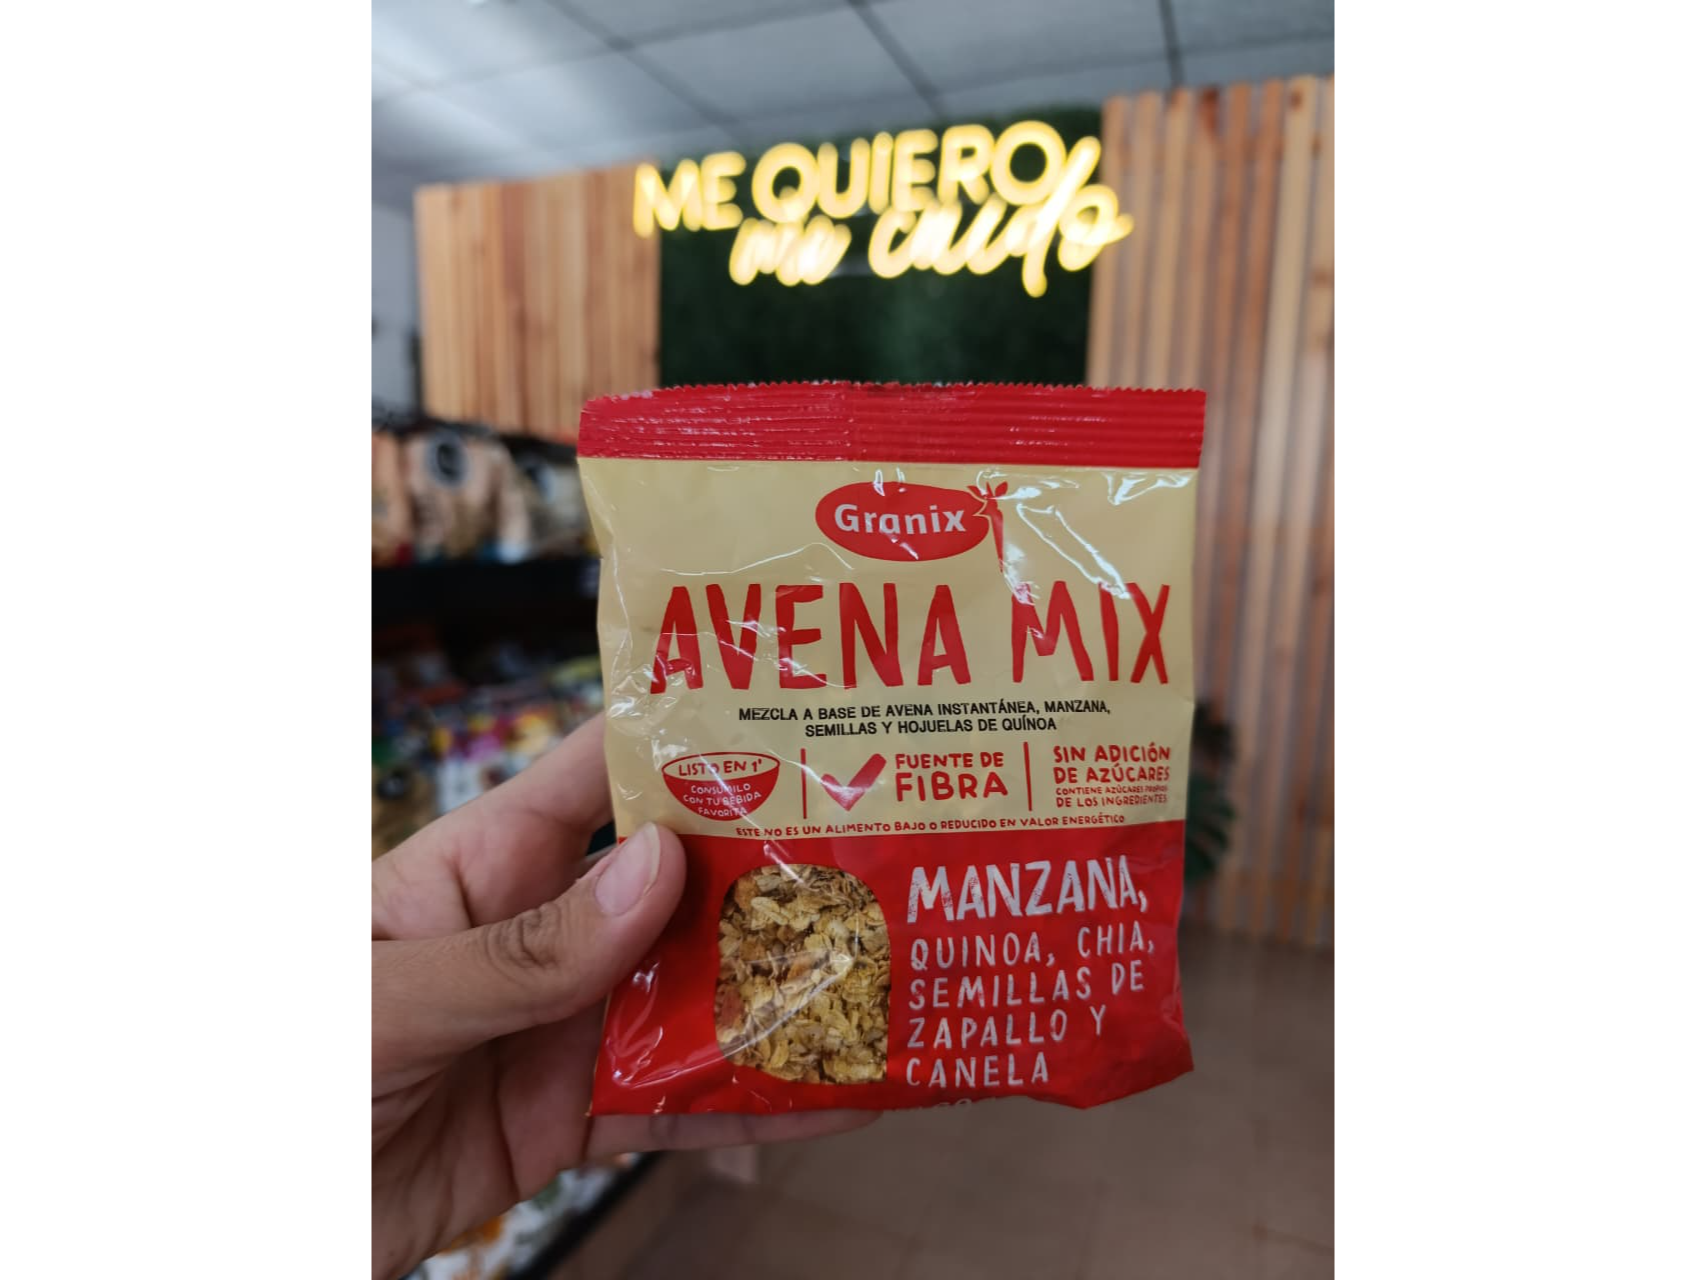 ME QUIERO
me cuido
Granix
AVENA MIX
MEZCLA A BASE DE AVENA INSTANTÁNEA, MANZANA,
SEMILLAS Y HOJUELAS DE QUÍNOA
LISTO EN 1'
CONSUMILO
CON TU BEBIDA
FAVORITA
FUENTE DE
FIBRA
SIN ADICIÓN
DE AZÚCARES
CONTIENE AZÚCARES PROPIOS
DE LOS INGREDIENTES
ESTE NO ES UN ALIMENTO BAJO O REDUCIDO EN VALOR ENERGÉTICO
MANZANA,
QUINOA, CHIA,
SEMILLAS DE
ZAPALLO Y
CANELA